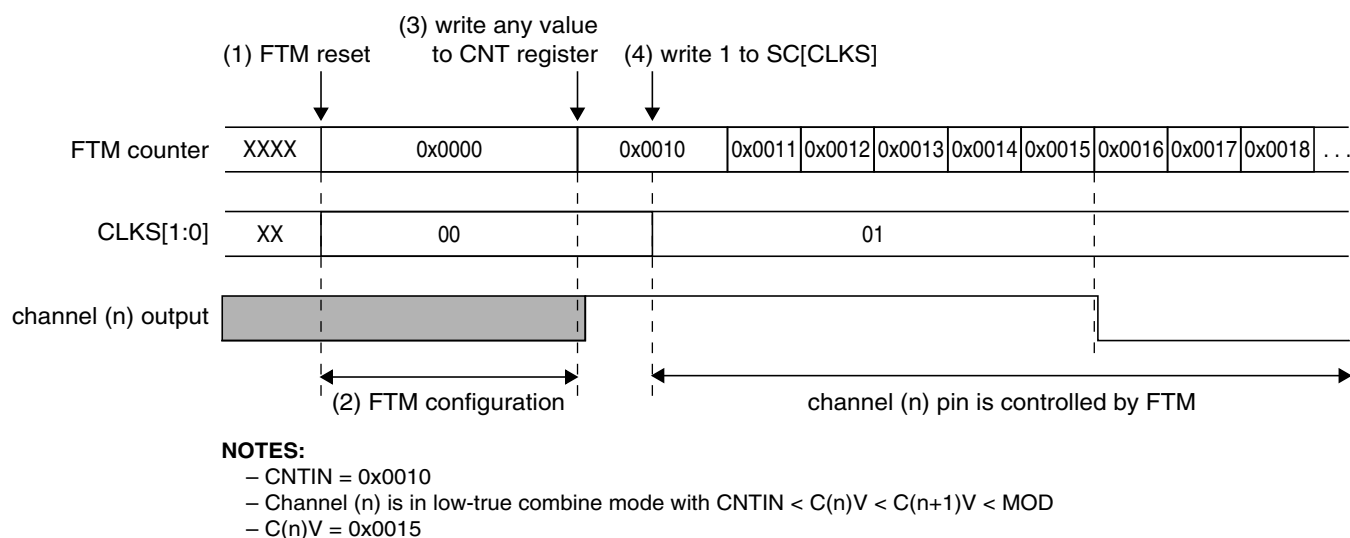 (3) write any value
(1) FTM reset to CNT register (4) write 1 to SC[CLKS]
FTM counter XXXX 0x0000 0x0010 0x0011 0x0012 0x0013 0x0014 0x0015 0x0016 0x0017 0x0018 . . .
CLKS[1:0] XX 00 01
channel (n) output
(2) FTM configuration channel (n) pin is controlled by FTM
NOTES:
– CNTIN = 0x0010
– Channel (n) is in low-true combine mode with CNTIN < C(n)V < C(n+1)V < MOD
– C(n)V = 0x0015